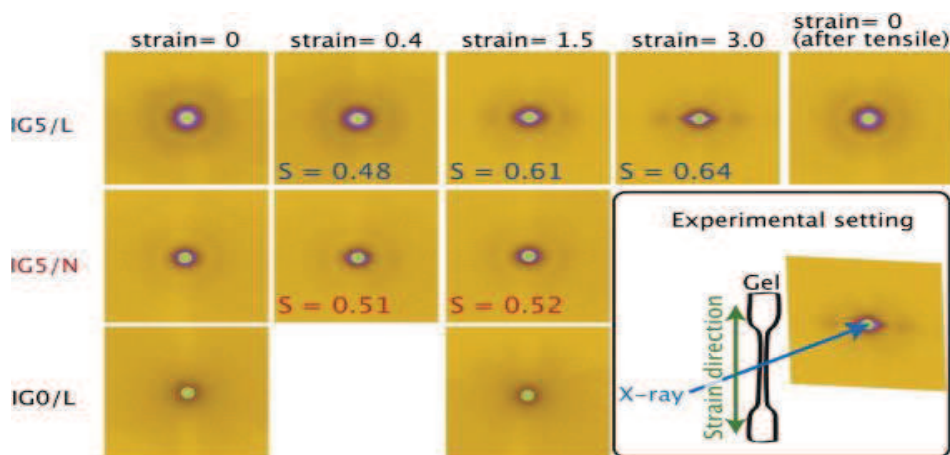 strain= 0
strain= 0.4
strain= 1.5
strain= 3.0
strain= 0
(after tensile)
IG5/L
S = 0.48
S = 0.61
S = 0.64
IG5/N
S = 0.51
S = 0.52
IG0/L
Experimental setting
Gel
Strain direction
X-ray